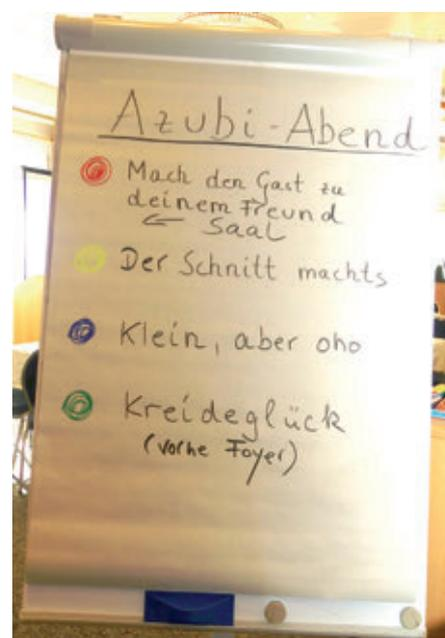 Azubi-Abend
Mach den Gast zu
deinem Freund
← Saal
Der Schnitt machts
Klein, aber oho
Kreideglück
(vorne Foyer)